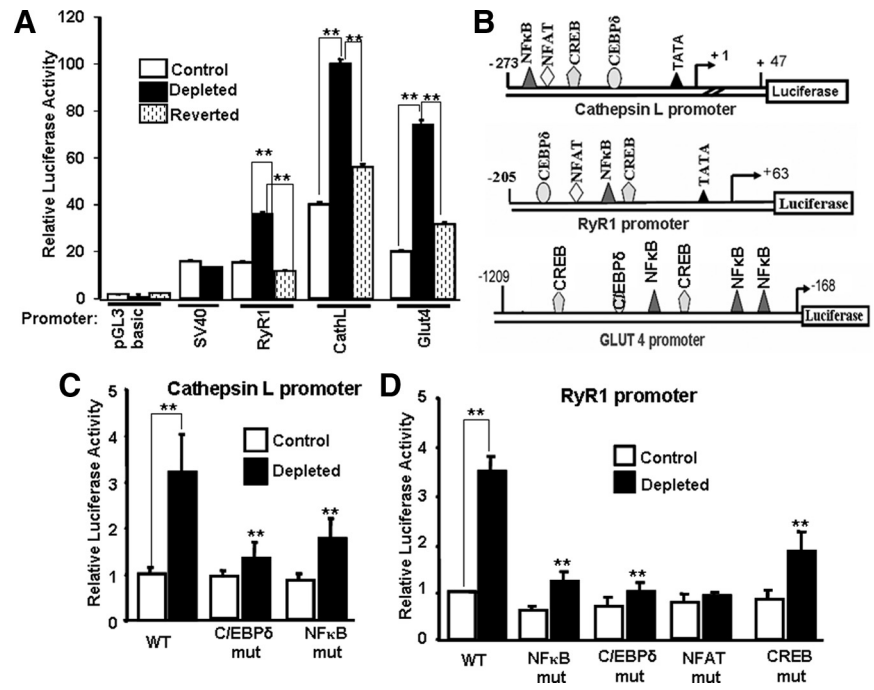 A
Relative Luciferase Activity
120
100
80
60
40
20
0
Control
Depleted
Reverted
**
**
**
**
**
**
Promoter:
pGL3 basic
SV40
RyR1
CathL
Glut4
B
-273
NFκB
NFAT
CREB
CEBPδ
TATA
+ 1
+ 47
Luciferase
Cathepsin L promoter
-205
CEBPδ
NFAT
NFκB
CREB
TATA
+63
Luciferase
RyR1 promoter
-1209
CREB
C/EBPδ
NFκB
CREB
NFκB
NFκB
-168
Luciferase
GLUT 4 promoter
C
Cathepsin L promoter
Relative Luciferase Activity
5
4
3
2
1
0
Control
Depleted
**
**
**
WT
C/EBPδ mut
NFκB mut
D
RyR1 promoter
Relative Luciferase Activity
5
4
3
2
1
0
Control
Depleted
**
**
**
**
WT
NFκB mut
C/EBPδ mut
NFAT mut
CREB mut